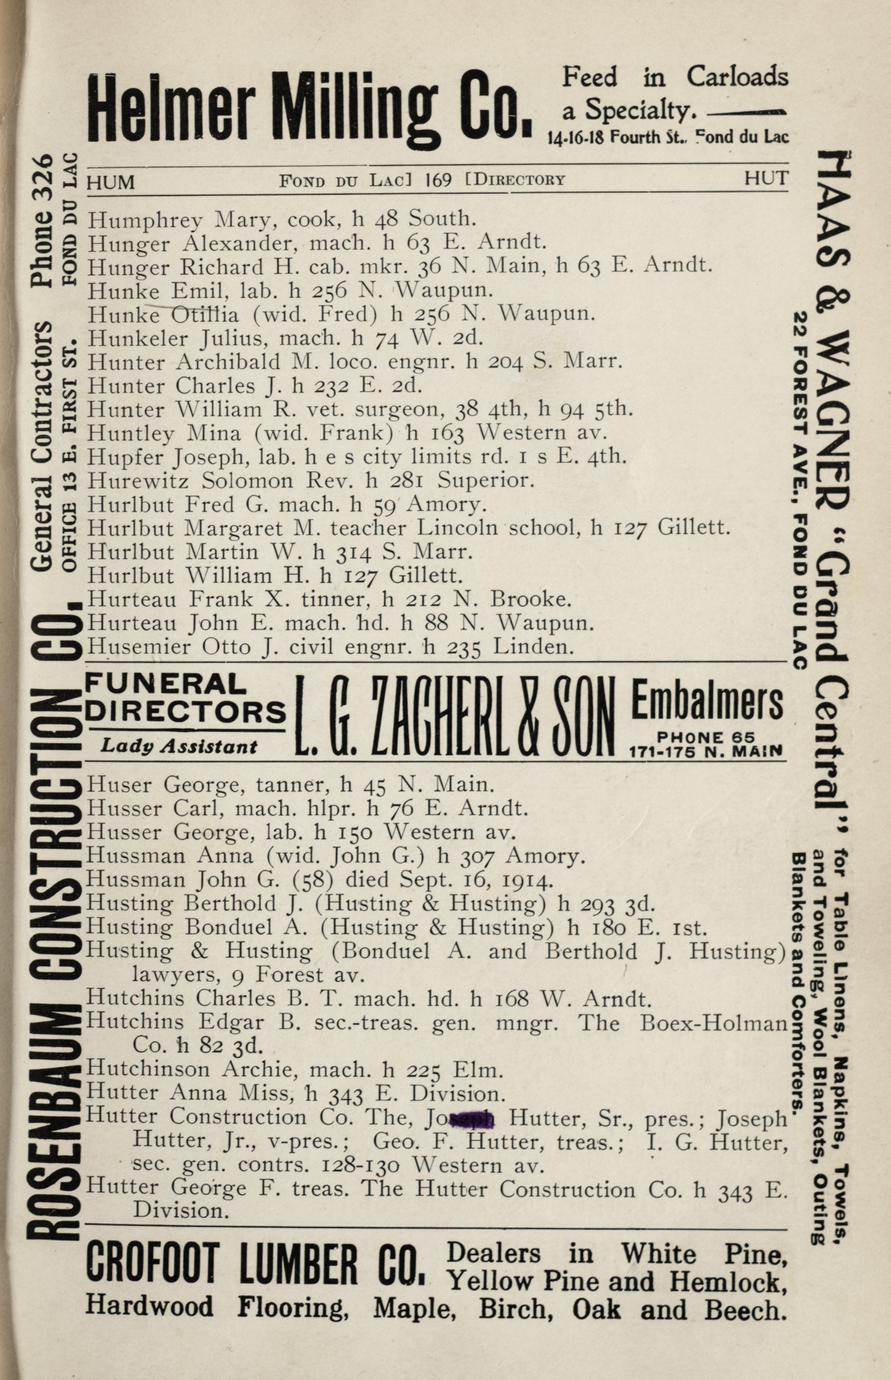 Helmer Milling Co. Feed in Carloads
a Specialty.
14-16-18 Fourth St., Fond du Lac
HUM Fond du Lac] 169 [Directory HUT
Humphrey Mary, cook, h 48 South.
Hunger Alexander, mach. h 63 E. Arndt.
Hunger Richard H. cab. mkr. 36 N. Main, h 63 E. Arndt.
Hunke Emil, lab. h 256 N. Waupun.
Hunke Otillia (wid. Fred) h 256 N. Waupun.
Hunkeler Julius, mach. h 74 W. 2d.
Hunter Archibald M. loco. engnr. h 204 S. Marr.
Hunter Charles J. h 232 E. 2d.
Hunter William R. vet. surgeon, 38 4th, h 94 5th.
Huntley Mina (wid. Frank) h 163 Western av.
Hupfer Joseph, lab. h e s city limits rd. 1 s E. 4th.
Hurewitz Solomon Rev. h 281 Superior.
Hurlbut Fred G. mach. h 59 Amory.
Hurlbut Margaret M. teacher Lincoln school, h 127 Gillett.
Hurlbut Martin W. h 314 S. Marr.
Hurlbut William H. h 127 Gillett.
Hurteau Frank X. tinner, h 212 N. Brooke.
Hurteau John E. mach. hd. h 88 N. Waupun.
Husemier Otto J. civil engnr. h 235 Linden.
FUNERAL
DIRECTORS
Lady Assistant
L. G. ZACHERL & SON
Embalmers
PHONE 65
171-175 N. MAIN
Huser George, tanner, h 45 N. Main.
Husser Carl, mach. hlpr. h 76 E. Arndt.
Husser George, lab. h 150 Western av.
Hussman Anna (wid. John G.) h 307 Amory.
Hussman John G. (58) died Sept. 16, 1914.
Husting Berthold J. (Husting & Husting) h 293 3d.
Husting Bonduel A. (Husting & Husting) h 180 E. 1st.
Husting & Husting (Bonduel A. and Berthold J. Husting)
lawyers, 9 Forest av.
Hutchins Charles B. T. mach. hd. h 168 W. Arndt.
Hutchins Edgar B. sec.-treas. gen. mngr. The Boex-Holman
Co. h 82 3d.
Hutchinson Archie, mach. h 225 Elm.
Hutter Anna Miss, h 343 E. Division.
Hutter Construction Co. The, Hutter, Sr., pres.; Joseph
Hutter, Jr., v-pres.; Geo. F. Hutter, treas.; I. G. Hutter,
sec. gen. contrs. 128-130 Western av.
Hutter George F. treas. The Hutter Construction Co. h 343 E.
Division.
CROFOOT LUMBER CO. Dealers in White Pine,
Yellow Pine and Hemlock,
Hardwood Flooring, Maple, Birch, Oak and Beech.
ROSENBAUM CONSTRUCTION CO. General Contractors Phone 326
OFFICE 13 E. FIRST ST. FOND DU LAC
HAAS & WAGNER "Grand Central"
22 FOREST AVE., FOND DU LAC
for Table Linens, Napkins, Towels,
and Toweling, Wool Blankets, Outing
Blankets and Comforters.